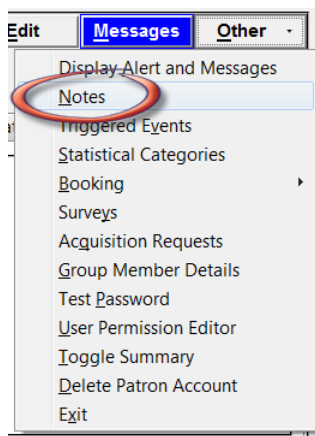 Edit Messages Other
Display Alert and Messages
Notes
Triggered Events
Statistical Categories
Booking
Surveys
Acquisition Requests
Group Member Details
Test Password
User Permission Editor
Toggle Summary
Delete Patron Account
Exit